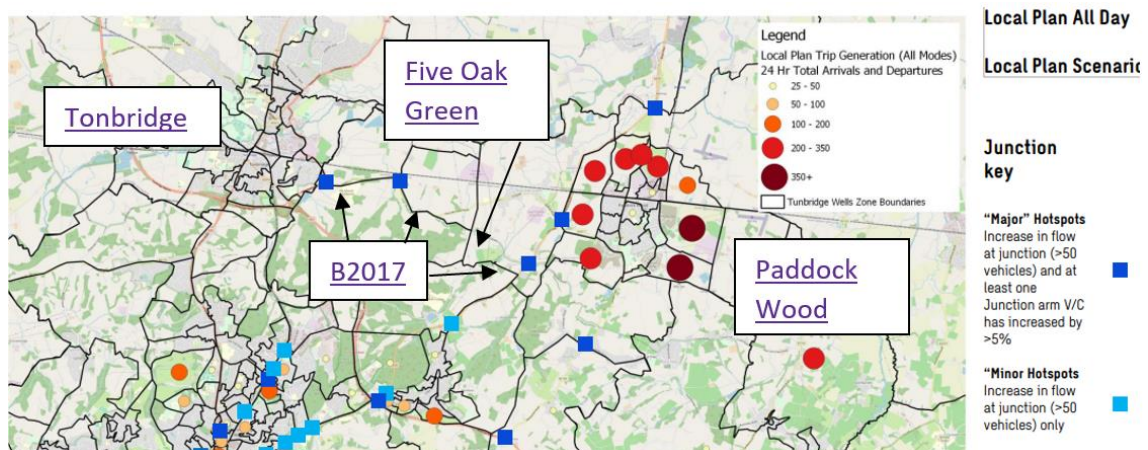 Tonbridge
Five Oak
Green
B2017
Paddock
Wood
Legend
Local Plan Trip Generation (All Modes)
24 Hr Total Arrivals and Departures
25 - 50
50 - 100
100 - 200
200 - 350
350+
Tunbridge Wells Zone Boundaries
Local Plan All Day
Local Plan Scenario
Junction
key
“Major” Hotspots
Increase in flow
at junction (>50
vehicles) and at
least one
Junction arm V/C
has increased by
>5%
“Minor Hotspots
Increase in flow
at junction (>50
vehicles) only